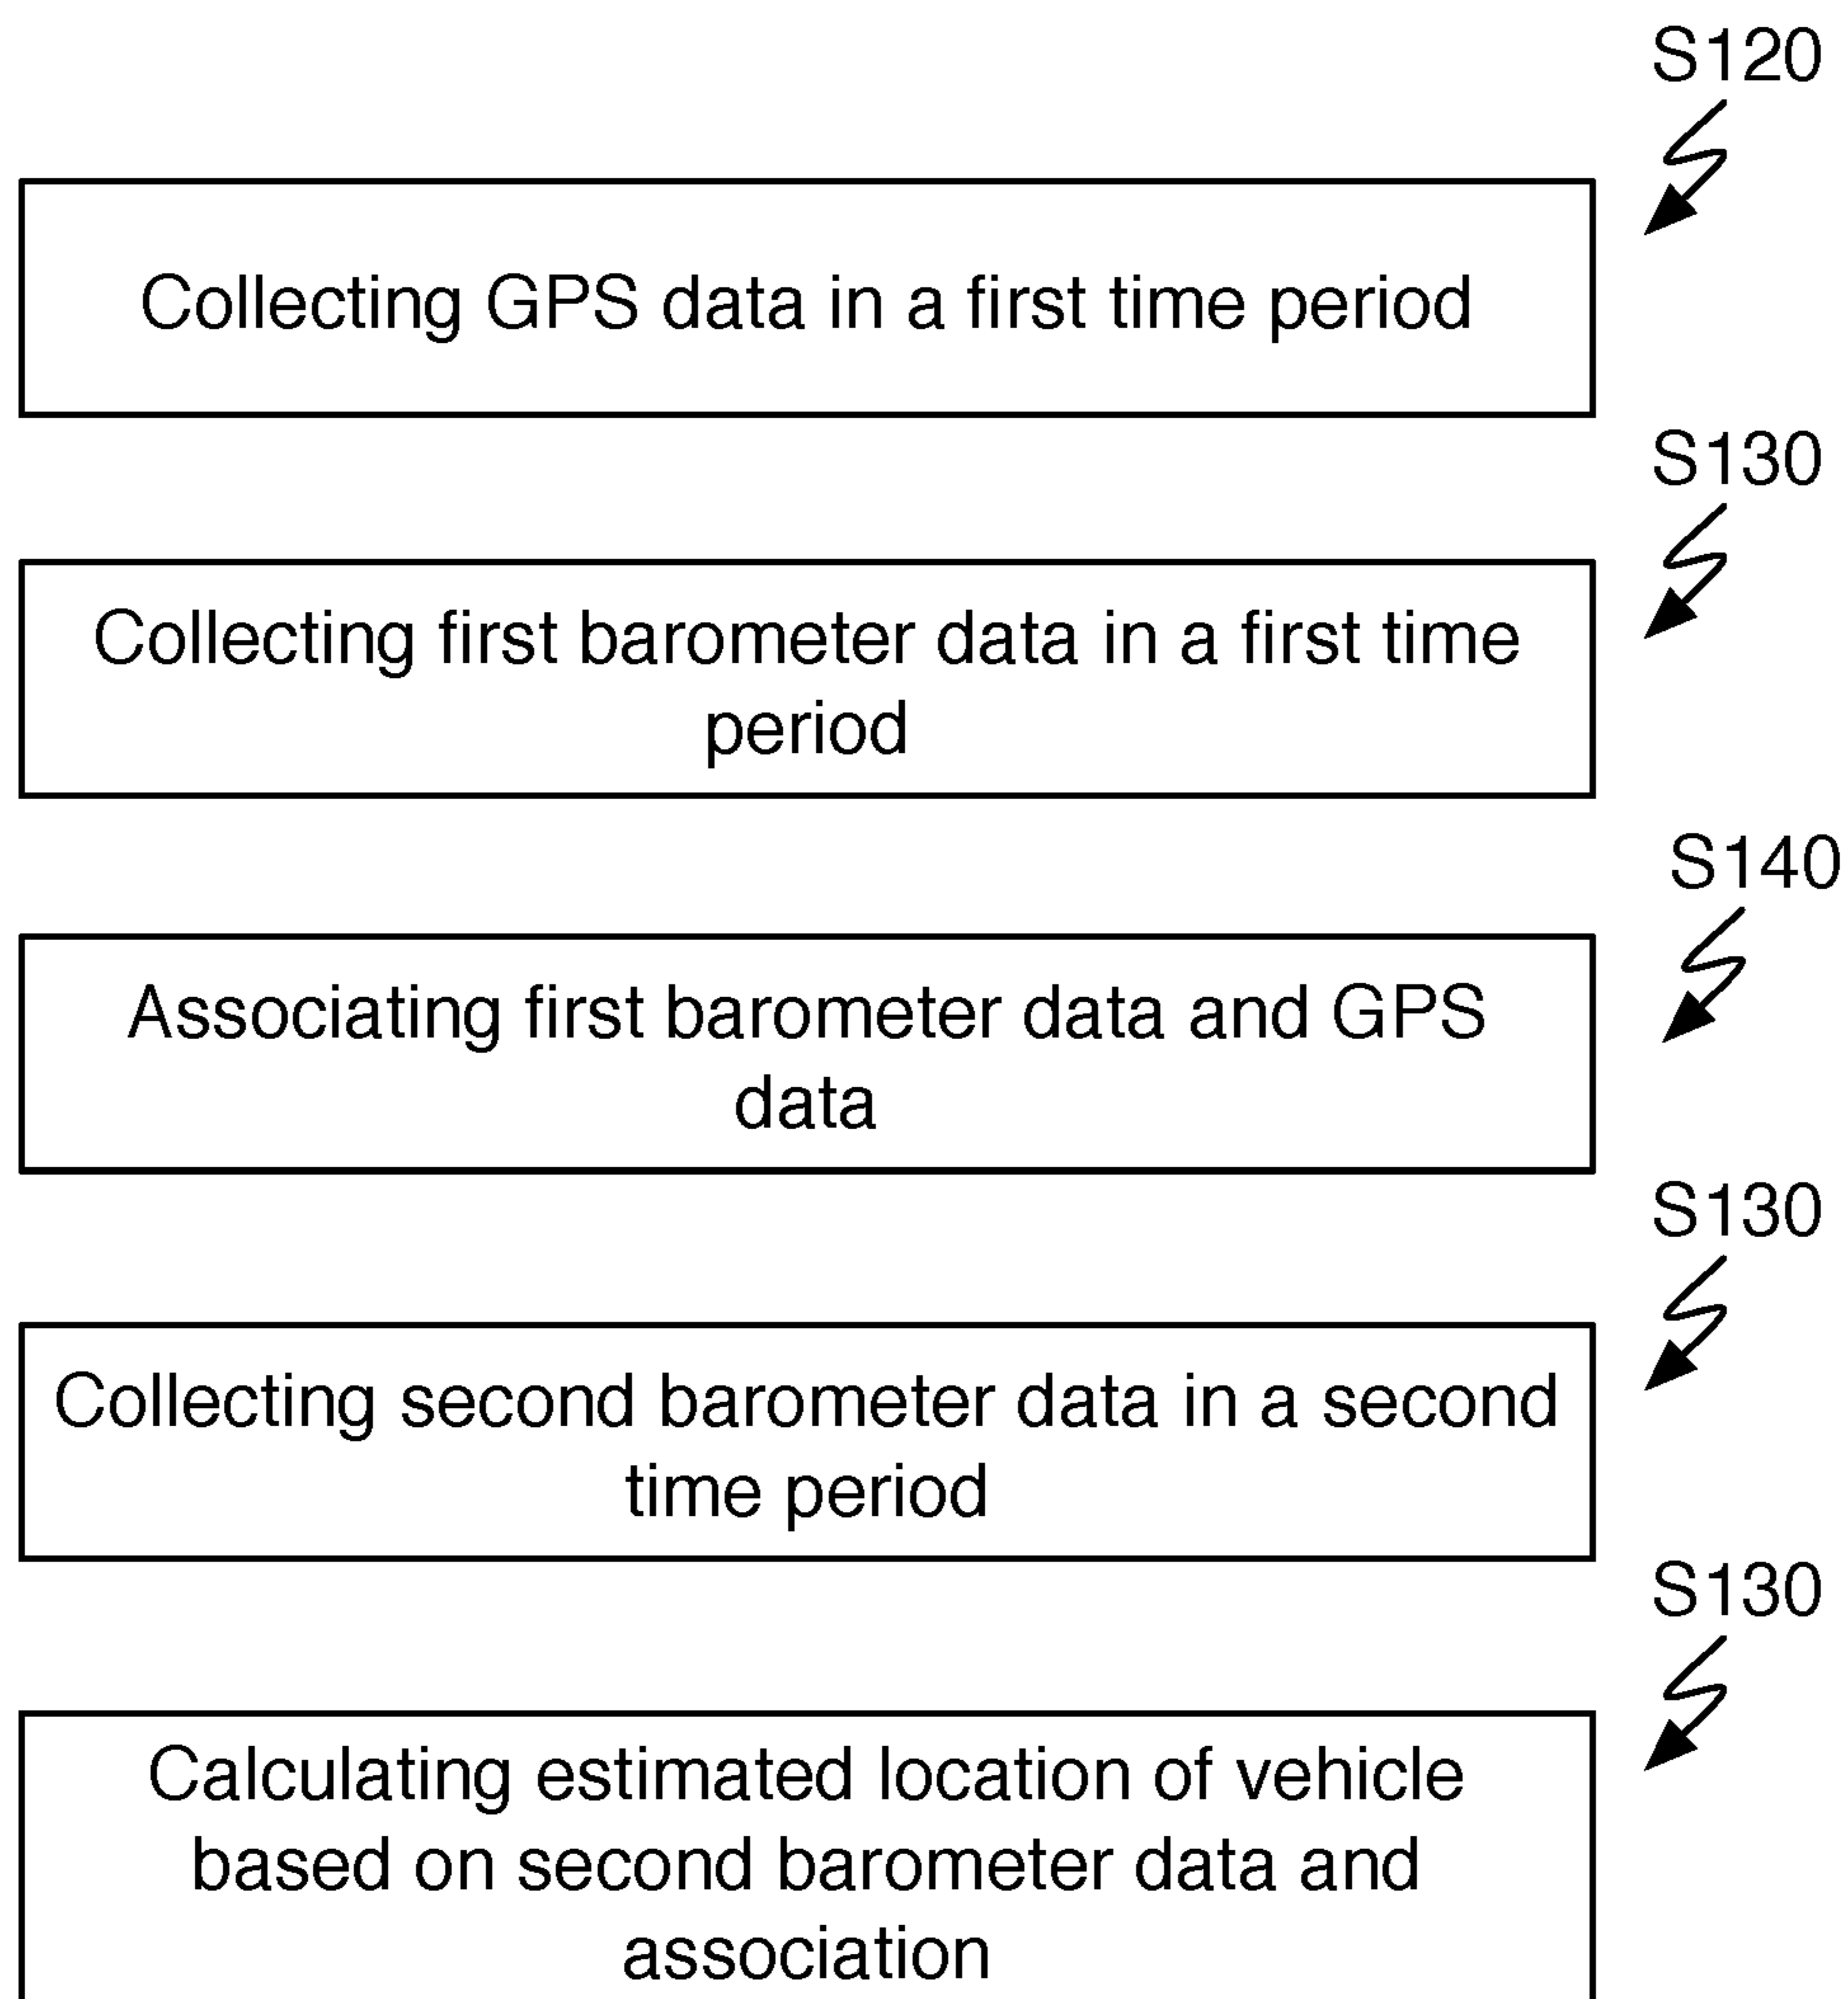 S120
Collecting GPS data in a first time period
S130
Collecting first barometer data in a first time
period
S140
Associating first barometer data and GPS
data
S130
Collecting second barometer data in a second
time period
S130
Calculating estimated location of vehicle
based on second barometer data and
association